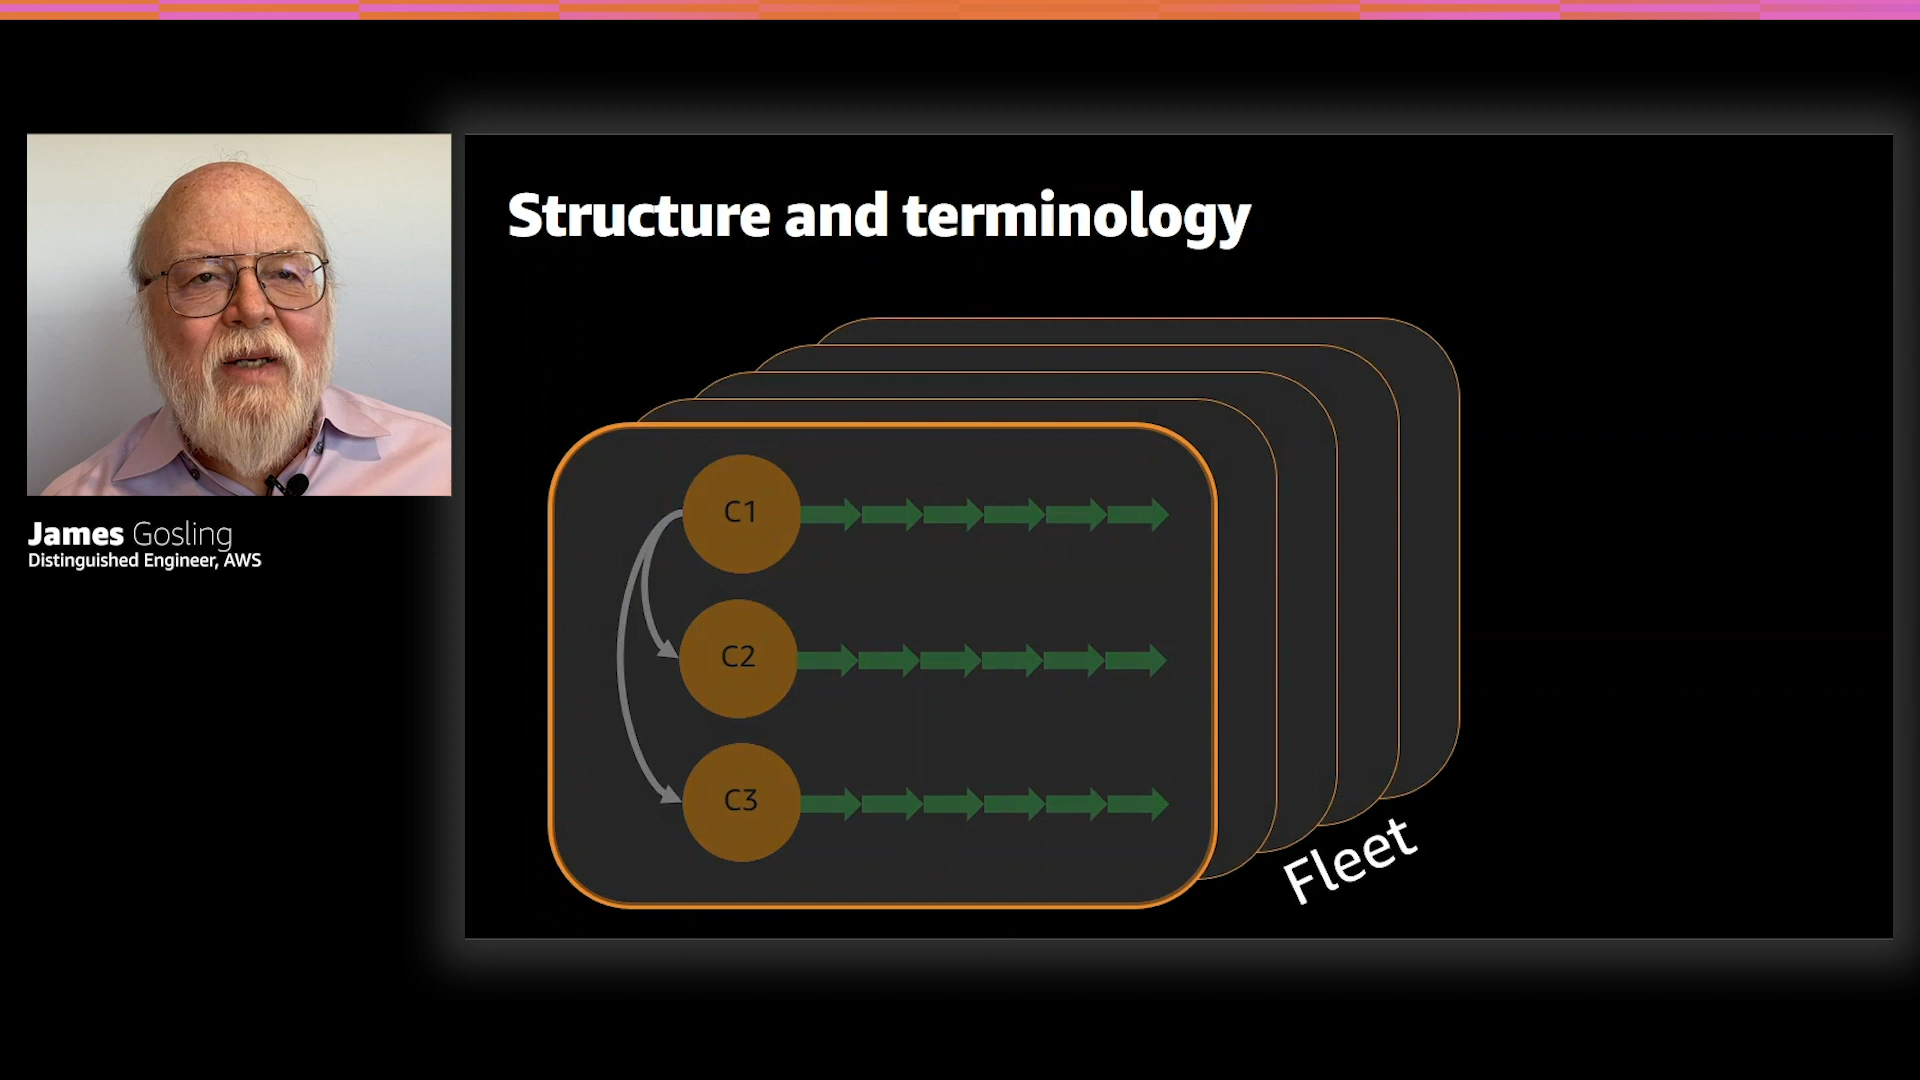 Structure and terminology
C1
C2
C3
Fleet
James Gosling
Distinguished Engineer, AWS